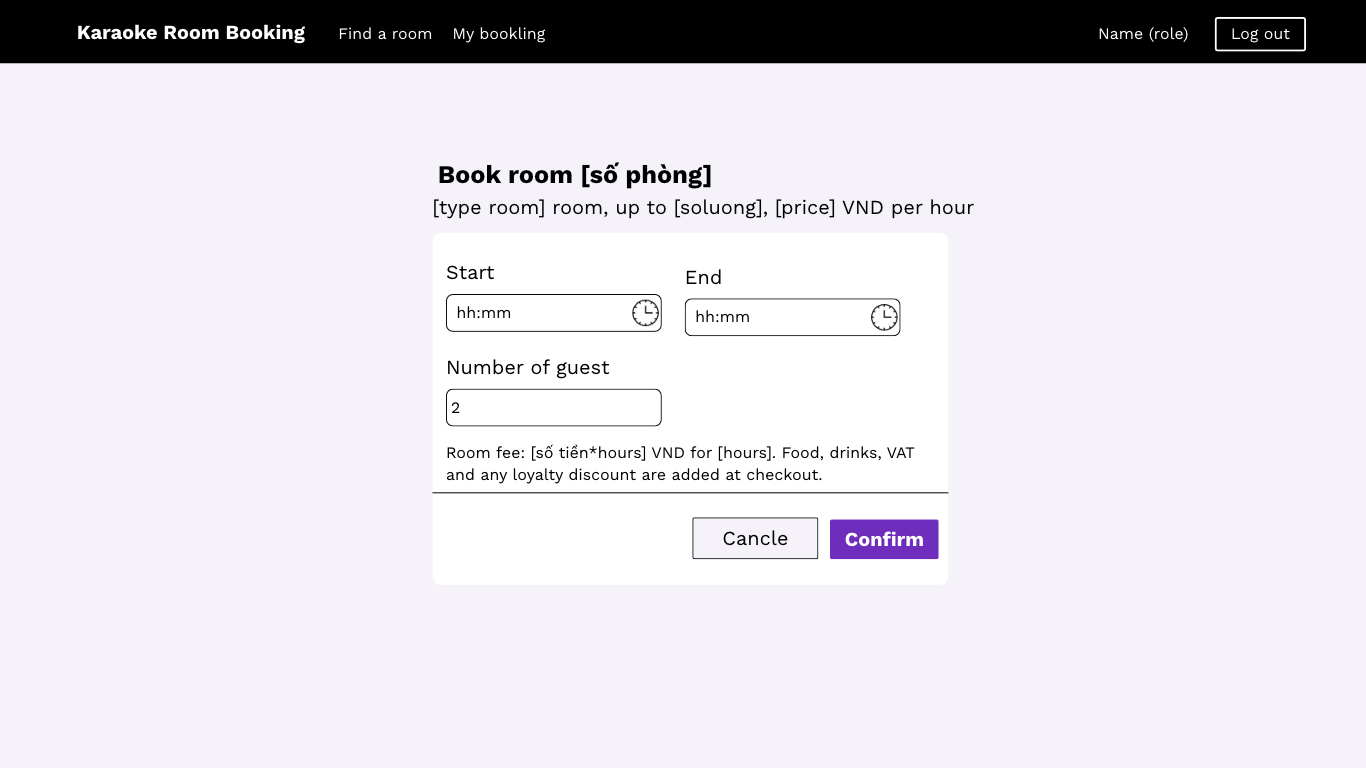 Karaoke Room Booking Find a room My bookling Name (role) Log out
Book room [số phòng]
[type room] room, up to [soluong], [price] VND per hour
Start End
hh:mm hh:mm
Number of guest
2
Room fee: [số tiền*hours] VND for [hours]. Food, drinks, VAT
and any loyalty discount are added at checkout.
Cancle Confirm